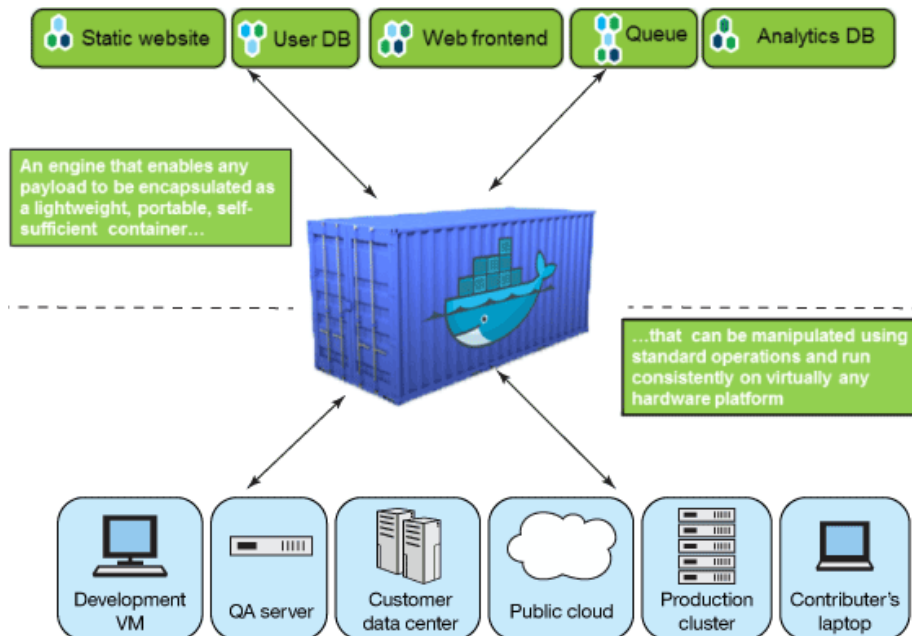 Static website
User DB
Web frontend
Queue
Analytics DB
An engine that enables any
payload to be encapsulated as
a lightweight, portable, self-
sufficient container...
...that can be manipulated using
standard operations and run
consistently on virtually any
hardware platform
Development
VM
QA server
Customer
data center
Public cloud
Production
cluster
Contributer's
laptop